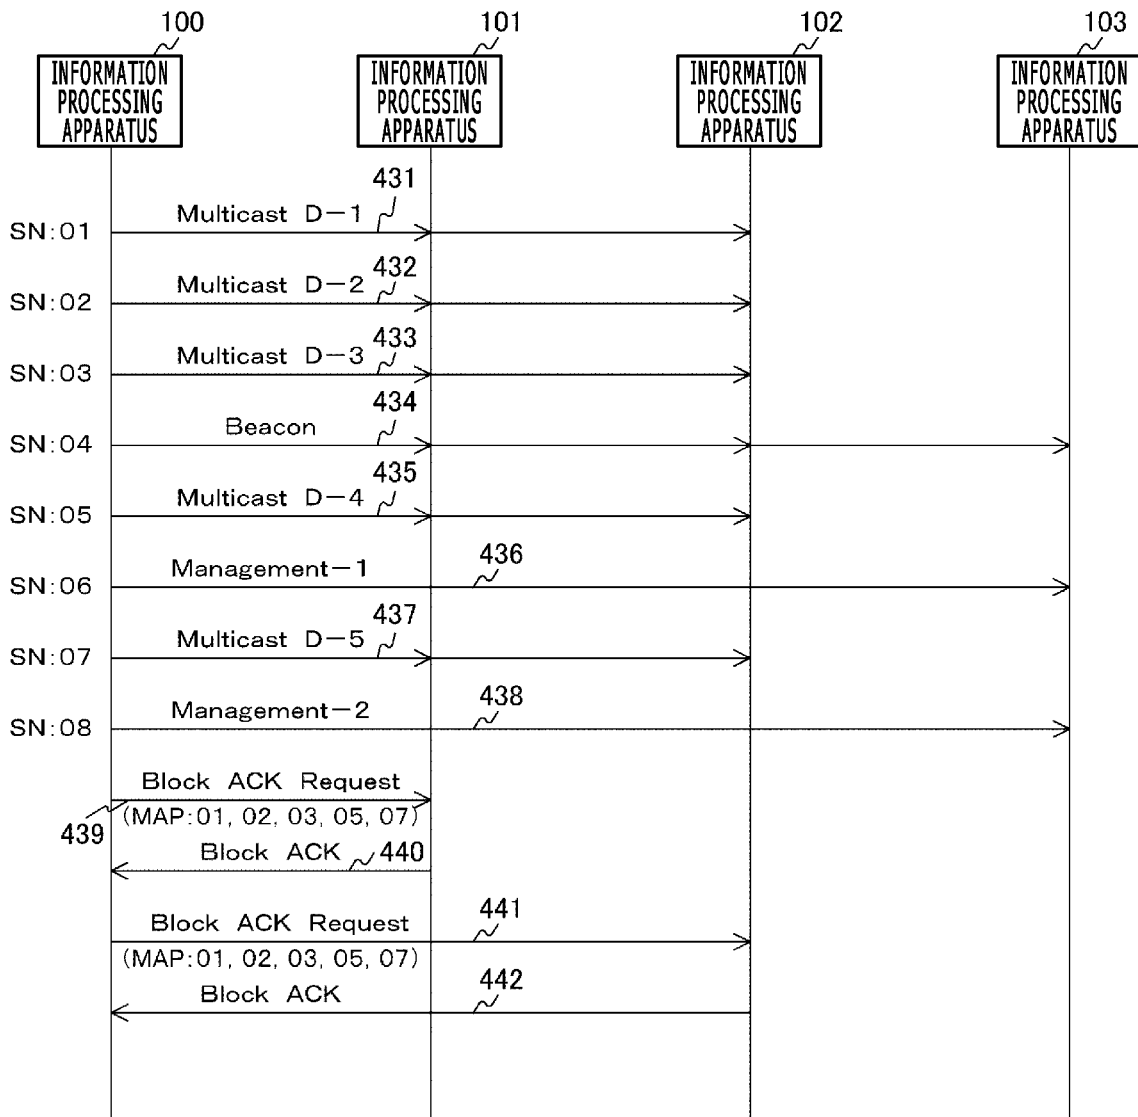 100
101
102
103
INFORMATION
PROCESSING
APPARATUS
INFORMATION
PROCESSING
APPARATUS
INFORMATION
PROCESSING
APPARATUS
INFORMATION
PROCESSING
APPARATUS
431
SN:01
Multicast D-1
432
SN:02
Multicast D-2
433
SN:03
Multicast D-3
434
SN:04
Beacon
435
SN:05
Multicast D-4
436
SN:06
Management-1
437
SN:07
Multicast D-5
438
SN:08
Management-2
Block ACK Request
(MAP:01, 02, 03, 05, 07)
439
Block ACK
440
Block ACK Request
441
(MAP:01, 02, 03, 05, 07)
Block ACK
442